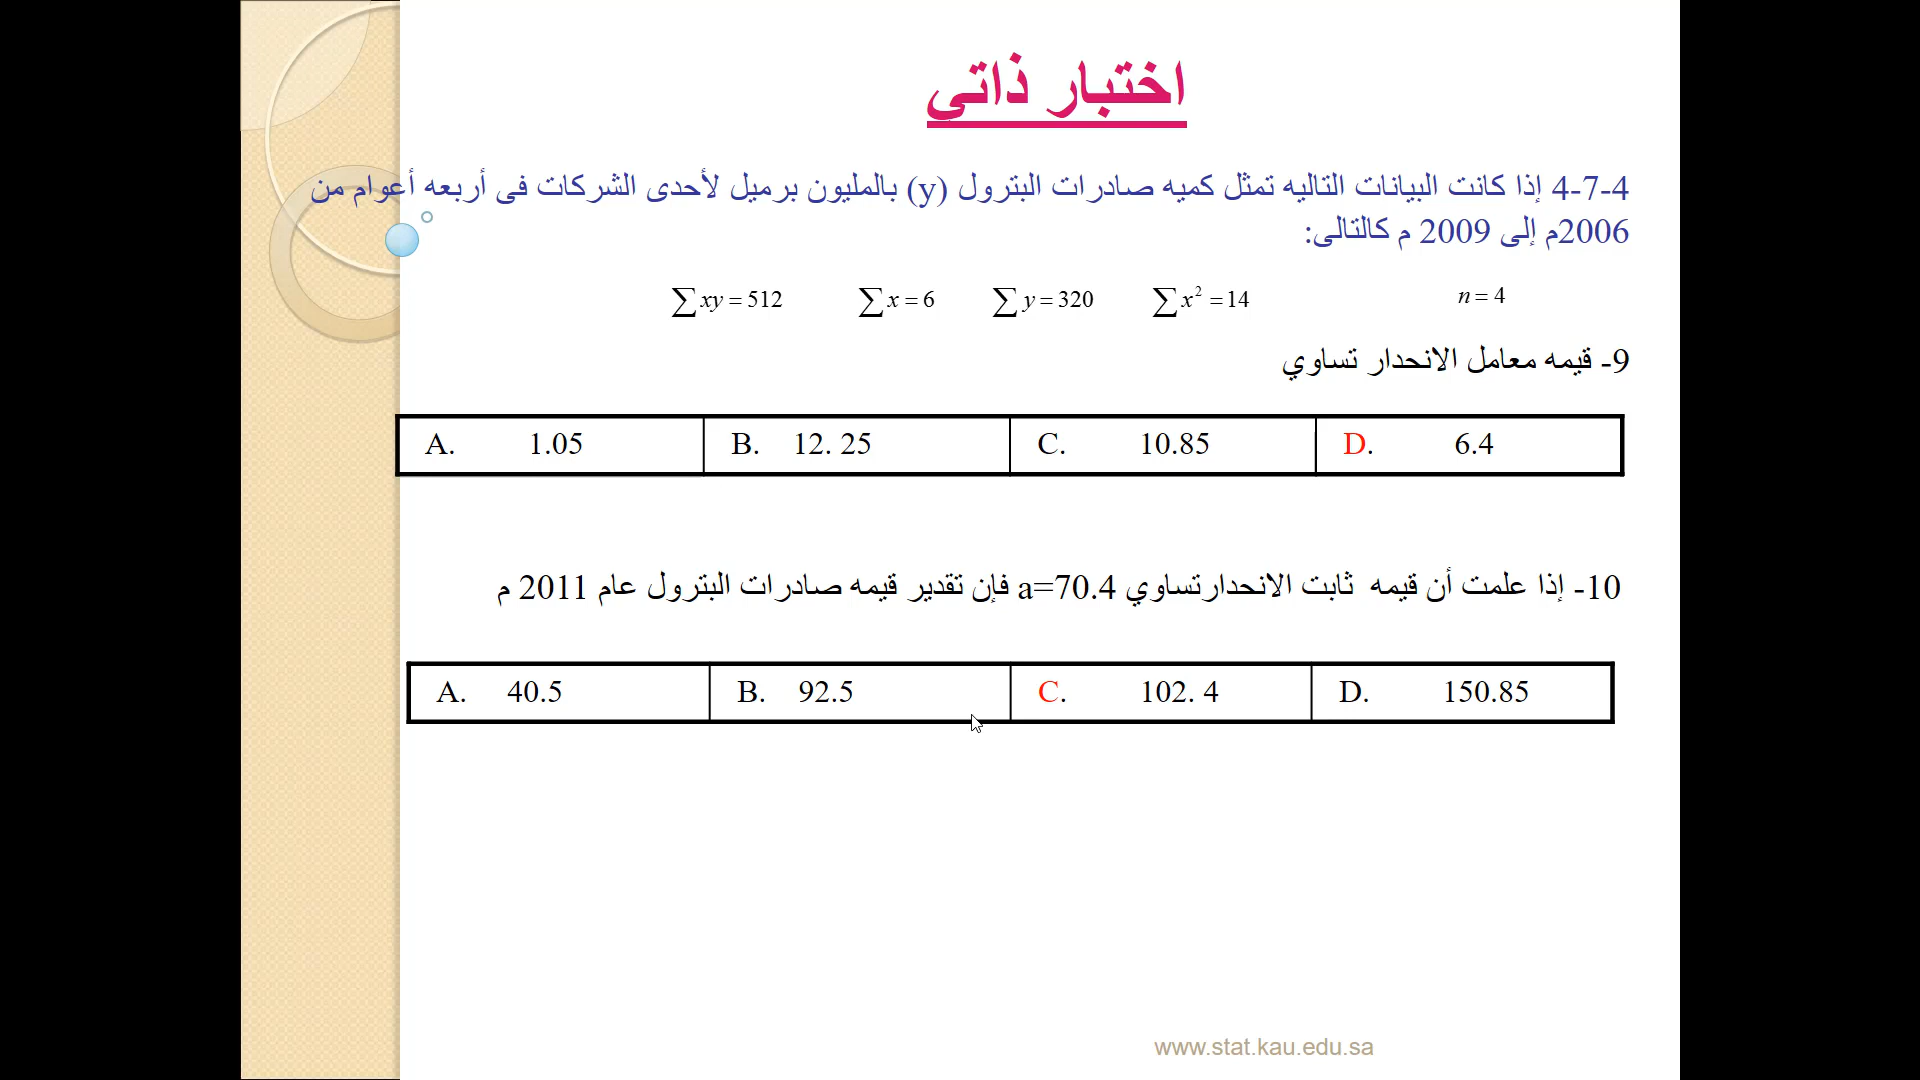 اختبار ذاتي
4-7-4 إذا كانت البيانات التاليه تمثل كميه صادرات البترول (y) بالمليون برميل لأحدى الشركات فى أربعه أعوام من
2006م إلى 2009 م كالتالى:
∑xy = 512 ∑x = 6 ∑y = 320 ∑x² = 14 n = 4
9- قيمه معامل الانحدار تساوي
A. 1.05 B. 12. 25 C. 10.85 D. 6.4
10- إذا علمت أن قيمه ثابت الانحدارتساوي a=70.4 فإن تقدير قيمه صادرات البترول عام 2011 م
A. 40.5 B. 92.5 C. 102. 4 D. 150.85
www.stat.kau.edu.sa